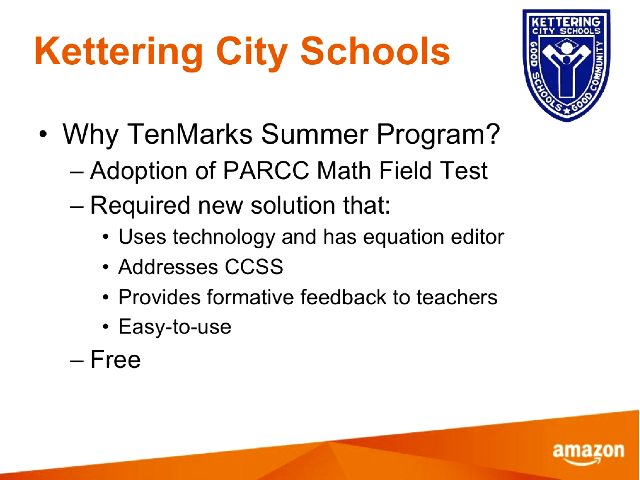 Kettering City Schools
KETTERING
CITY SCHOOLS
GOOD SCHOOLS ★ GOOD COMMUNITY
• Why TenMarks Summer Program?
– Adoption of PARCC Math Field Test
– Required new solution that:
• Uses technology and has equation editor
• Addresses CCSS
• Provides formative feedback to teachers
• Easy-to-use
– Free
amazon